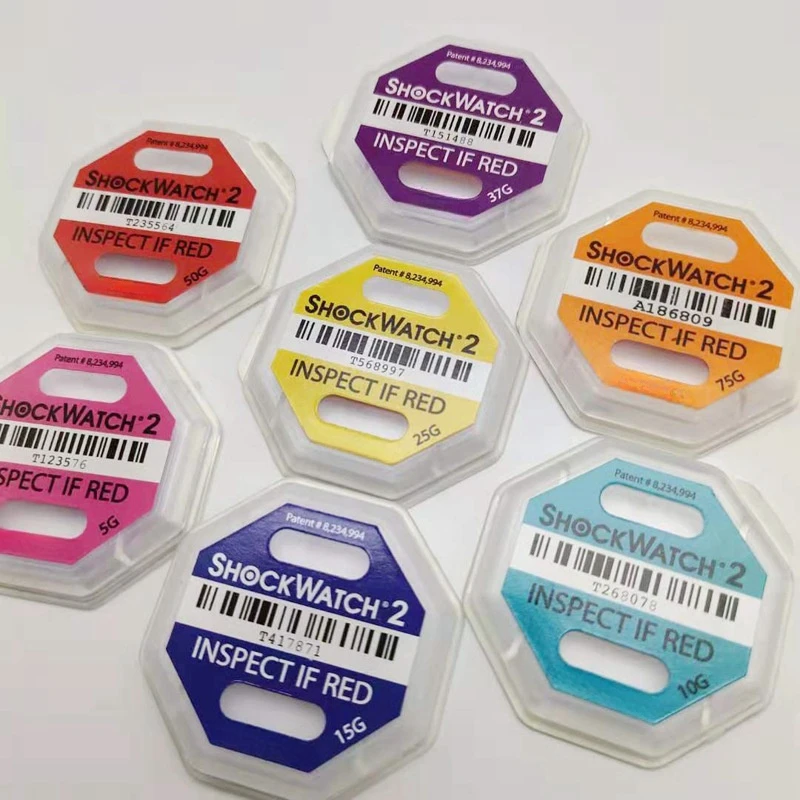 Patent # 8,234,994
SHOCKWATCH® 2
T151488
INSPECT IF RED
37G
Patent # 8,234,994
SHOCKWATCH® 2
T235564
INSPECT IF RED
50G
Patent # 8,234,994
SHOCKWATCH® 2
A186809
INSPECT IF RED
75G
Patent # 8,234,994
SHOCKWATCH® 2
T568997
INSPECT IF RED
25G
Patent # 8,234,994
HOCKWATCH® 2
T123576
SPECT IF RED
5G
Patent # 8,234,994
SHOCKWATCH® 2
T268078
INSPECT IF RED
10G
Patent # 8,234,994
SHOCKWATCH® 2
T417871
INSPECT IF RED
15G